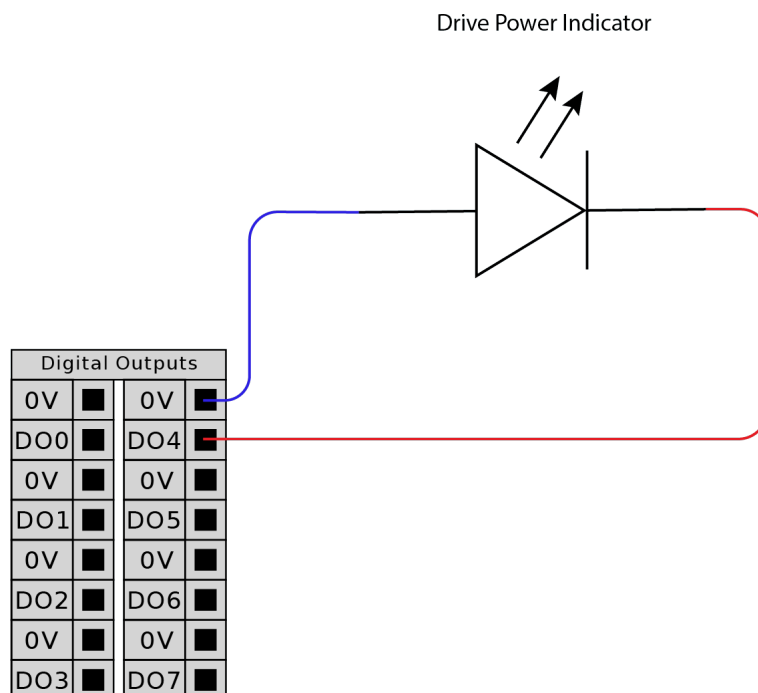 Drive Power Indicator
Digital Outputs
0V 0V
DO0 DO4
0V 0V
DO1 DO5
0V 0V
DO2 DO6
0V 0V
DO3 DO7